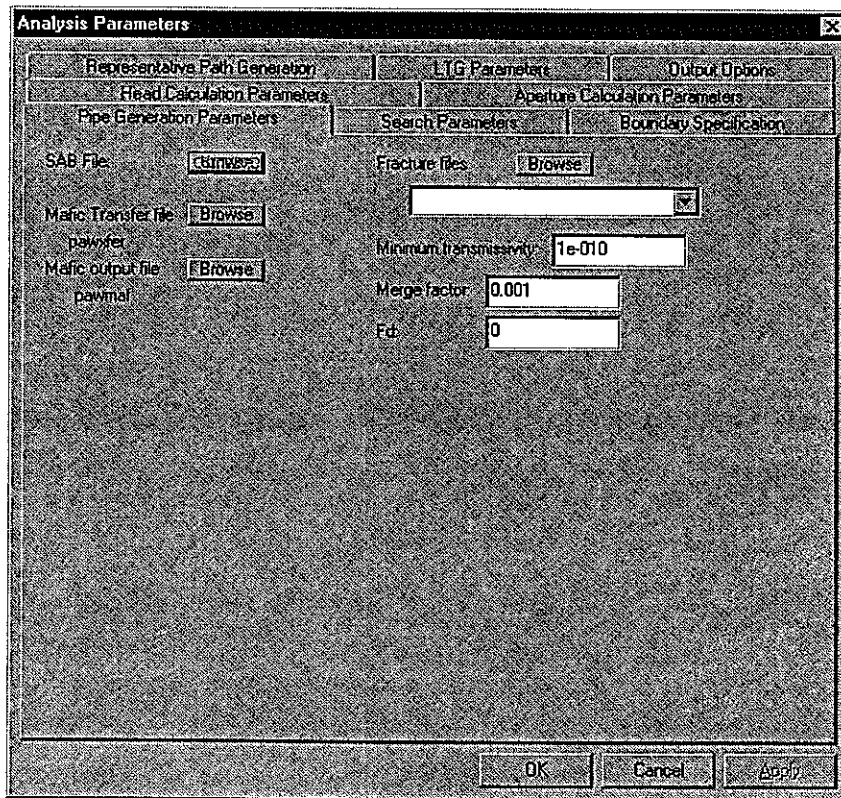 Analysis Parameters
Representative Path Generation
LTG Parameters
Output Options
Head Calculation Parameters
Aperture Calculation Parameters
Pipe Generation Parameters
Search Parameters
Boundary Specification
SAB File
Browse
Fracture files
Browse
Mafic Transfer file
Browse
pawxfer
Minimum transmissivity:
1e-010
Mafic output file
Browse
pawmaf
Merge factor:
0.001
Fd:
0
OK
Cancel
Apply